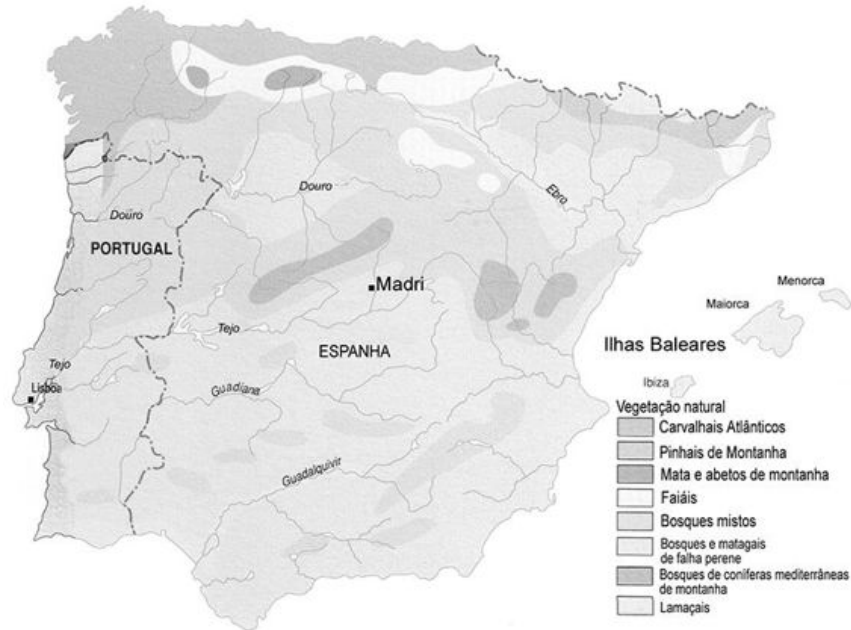 Douro
Douro
Ebro
PORTUGAL
Madri
Menorca
Maiorca
Tejo
ESPANHA
Ilhas Baleares
Tejo
Lisboa
Guadiana
Ibiza
Guadalquivir
Vegetação natural
Carvalhais Atlânticos
Pinhais de Montanha
Mata e abetos de montanha
Faiáis
Bosques mistos
Bosques e matagais
de falha perene
Bosques de coníferas mediterrâneas
de montanha
Lamaçais